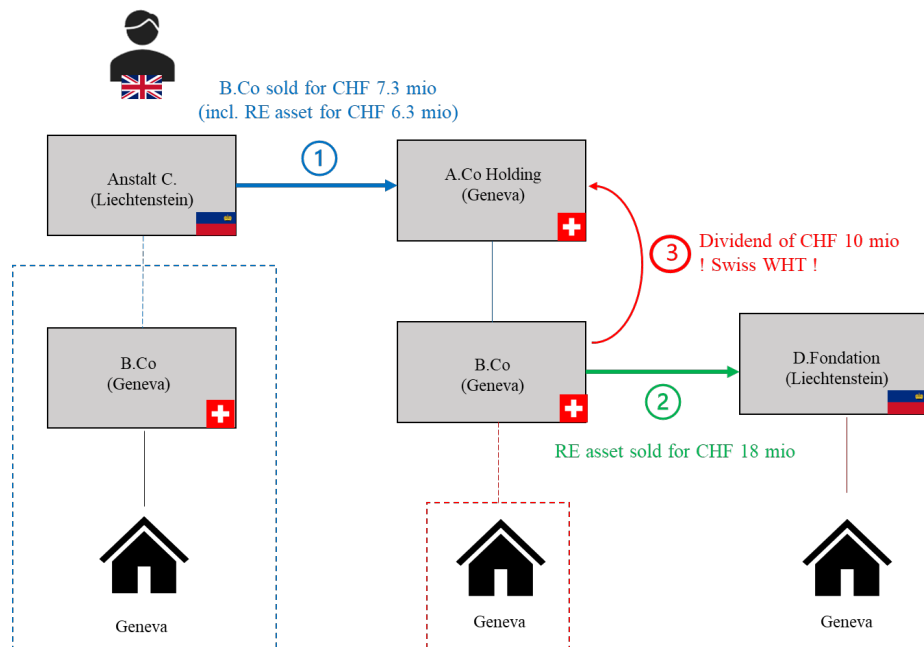 B.Co sold for CHF 7.3 mio
(incl. RE asset for CHF 6.3 mio)
1
Anstalt C.
(Liechtenstein)
A.Co Holding
(Geneva)
3
Dividend of CHF 10 mio
! Swiss WHT !
B.Co
(Geneva)
B.Co
(Geneva)
2
D.Fondation
(Liechtenstein)
RE asset sold for CHF 18 mio
Geneva
Geneva
Geneva